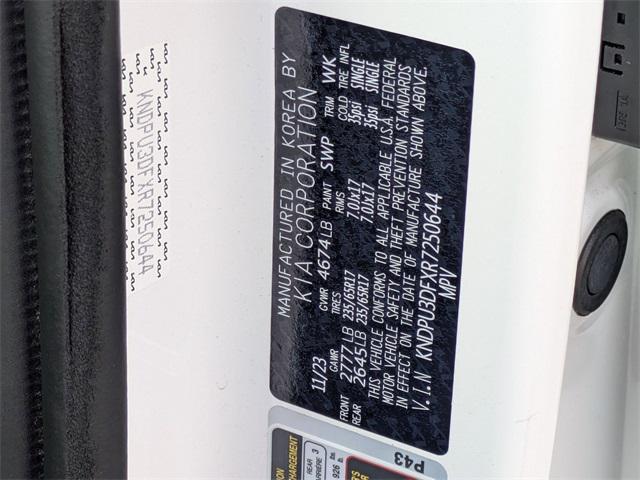 MANUFACTURED IN KOREA BY
KIA CORPORATION
11/23 GVWR 4674LB PAINT SWP TRIM WK
GAWR TIRES RIMS COLD TIRE INFL
FRONT 2777LB 235/65R17 7.0Jx17 35psi SINGLE
REAR 2645LB 235/65R17 7.0Jx17 35psi SINGLE
THIS VEHICLE CONFORMS TO ALL APPLICABLE U.S.A. FEDERAL
MOTOR VEHICLE SAFETY AND THEFT PREVENTION STANDARDS
IN EFFECT ON THE DATE OF MANUFACTURE SHOWN ABOVE.
V.I.N KNDPU3DFXR7250644
MPV
KNDPU3DFXR7250644
P43
REAR 3
926